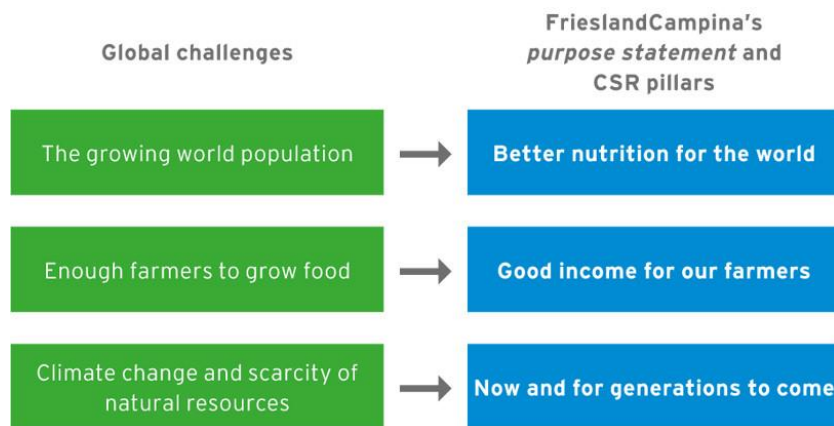 Global challenges
FrieslandCampina's
purpose statement and
CSR pillars
The growing world population
Better nutrition for the world
Enough farmers to grow food
Good income for our farmers
Climate change and scarcity of
natural resources
Now and for generations to come